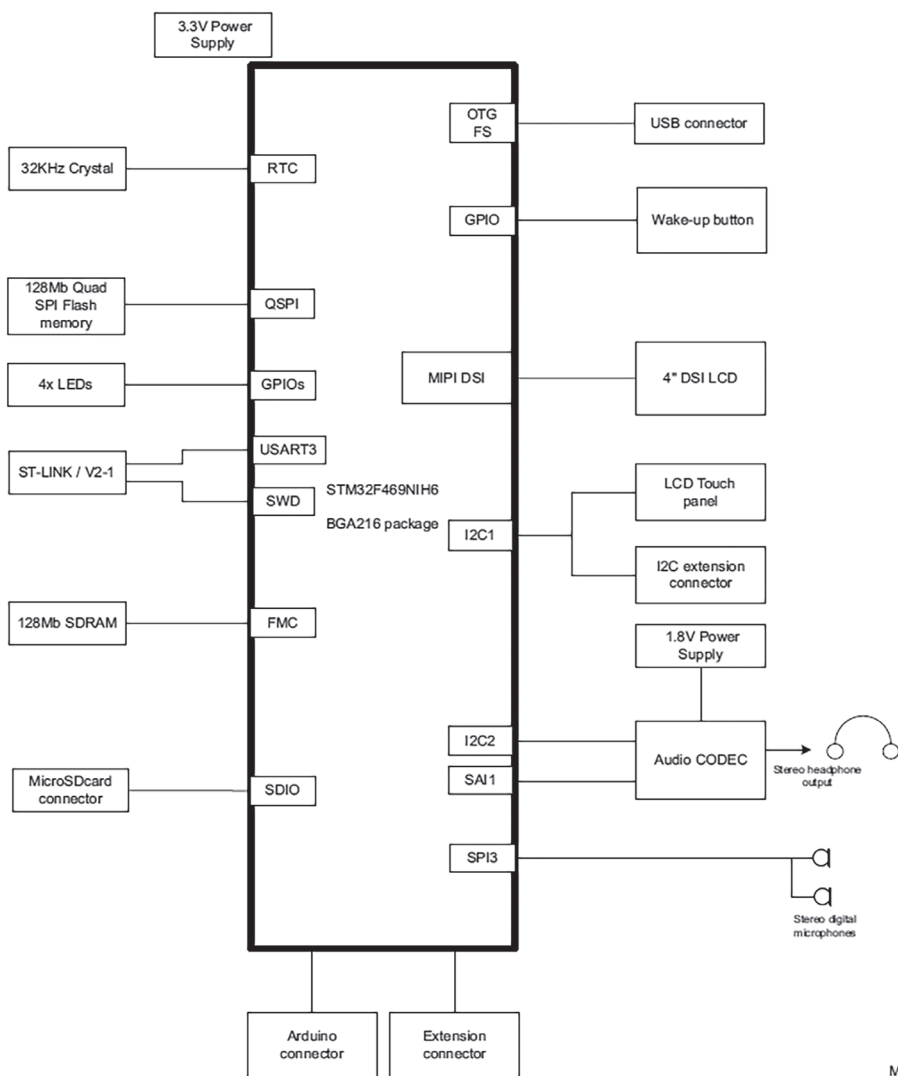 3.3V Power
Supply
OTG
FS
USB connector
32KHz Crystal
RTC
GPIO
Wake-up button
128Mb Quad
SPI Flash
memory
QSPI
4x LEDs
GPIOs
MIPI DSI
4" DSI LCD
USART3
ST-LINK / V2-1
SWD
STM32F469NIH6
BGA216 package
LCD Touch
panel
I2C1
I2C extension
connector
128Mb SDRAM
FMC
1.8V Power
Supply
I2C2
SAI1
Audio CODEC
Stereo headphone
output
MicroSDcard
connector
SDIO
SPI3
Stereo digital
microphones
Arduino
connector
Extension
connector
M